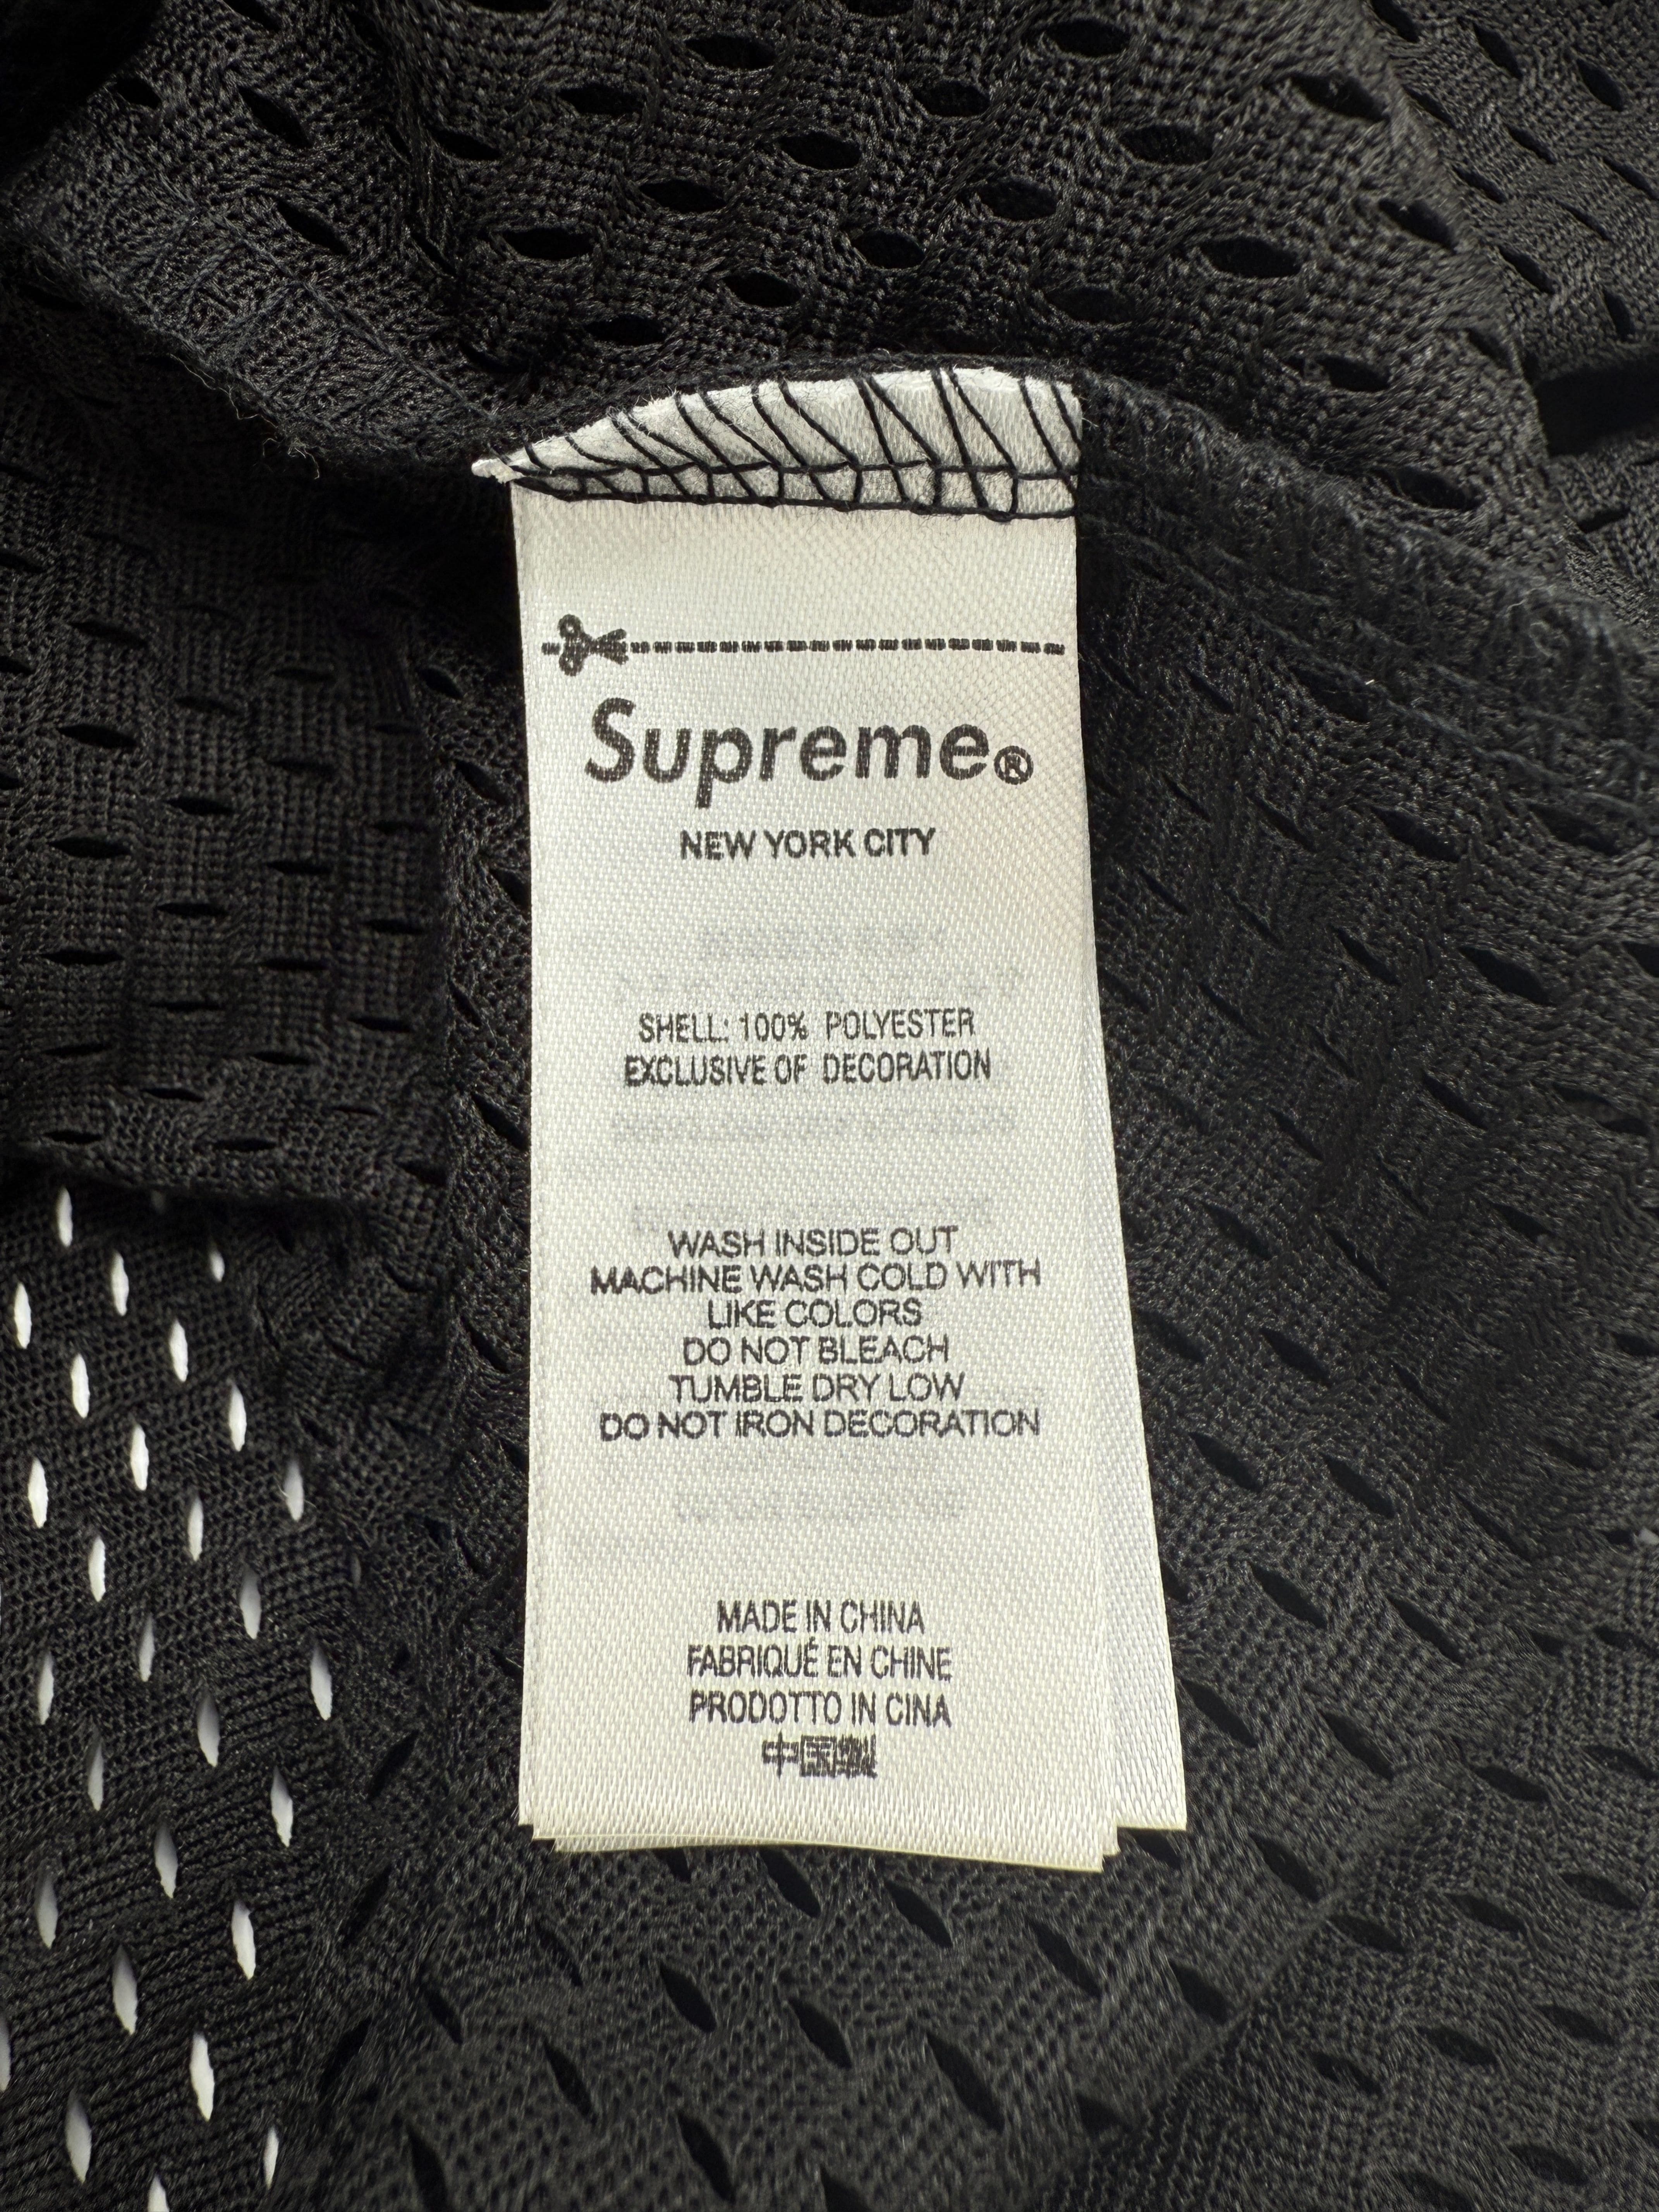 Supreme®
NEW YORK CITY
SHELL: 100% POLYESTER
EXCLUSIVE OF DECORATION
WASH INSIDE OUT
MACHINE WASH COLD WITH
LIKE COLORS
DO NOT BLEACH
TUMBLE DRY LOW
DO NOT IRON DECORATION
MADE IN CHINA
FABRIQUÉ EN CHINE
PRODOTTO IN CINA
中国製